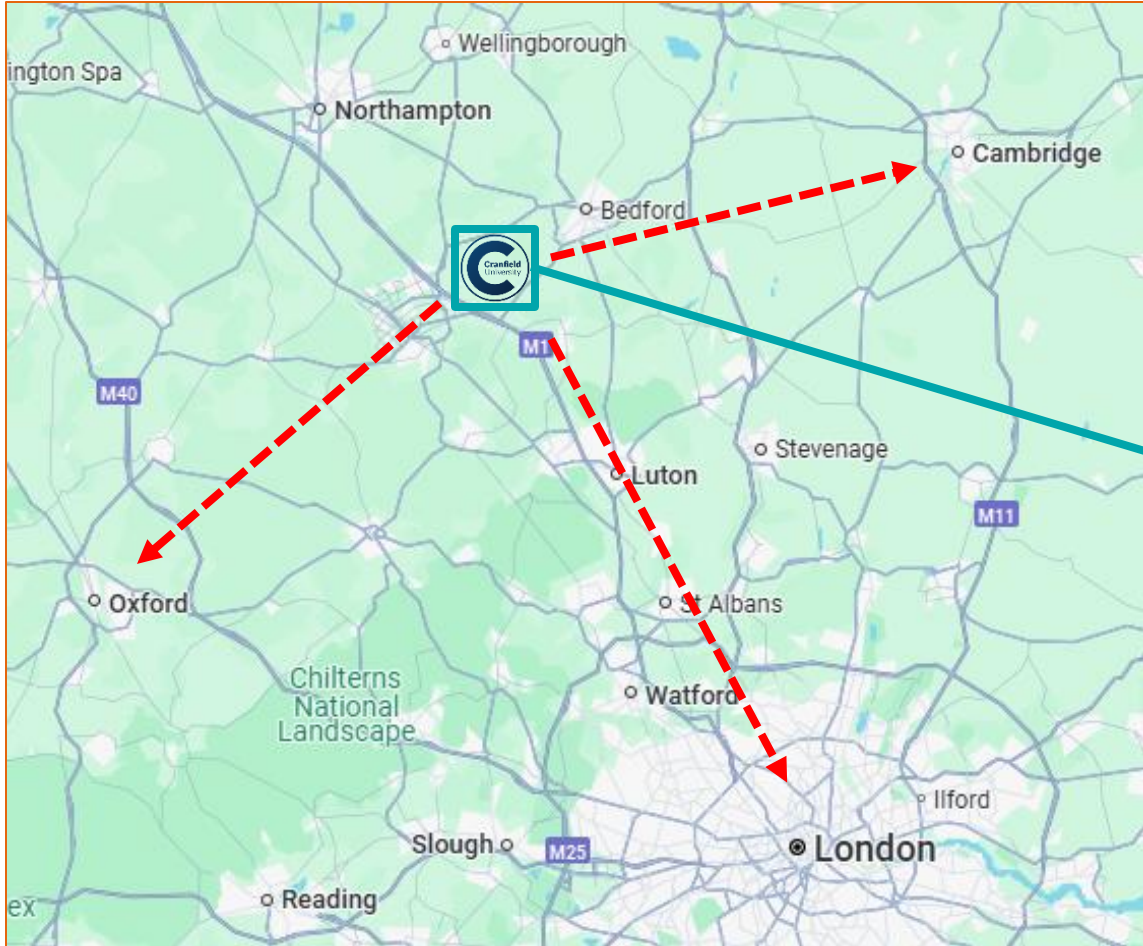 Wellingborough
ington Spa
Northampton
Cambridge
Bedford
Cranfield
University
M1
M40
Stevenage
Luton
M11
Oxford
St Albans
Chilterns
National
Landscape
Watford
Ilford
Slough
M25
London
Reading
ex